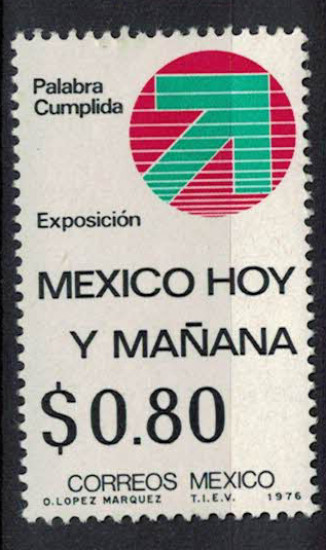 Palabra
Cumplida
Exposición
MEXICO HOY
Y MAÑANA
$0.80
CORREOS MEXICO
O.LOPEZ MARQUEZ T.I.E.V. 1976